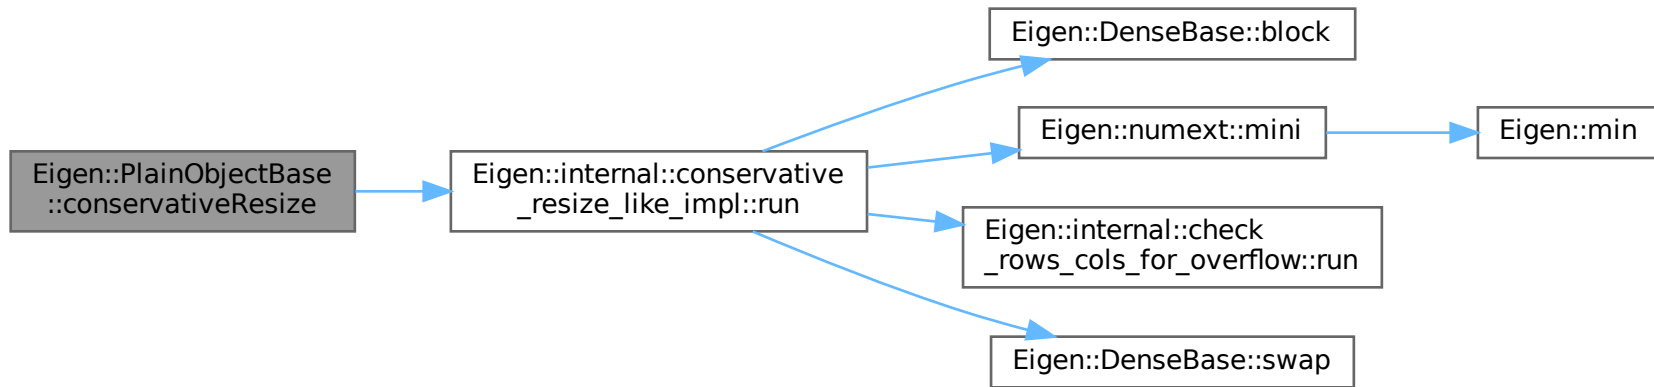 Eigen::PlainObjectBase
::conservativeResize
Eigen::internal::conservative
_resize_like_impl::run
Eigen::DenseBase::block
Eigen::numext::mini
Eigen::min
Eigen::internal::check
_rows_cols_for_overflow::run
Eigen::DenseBase::swap